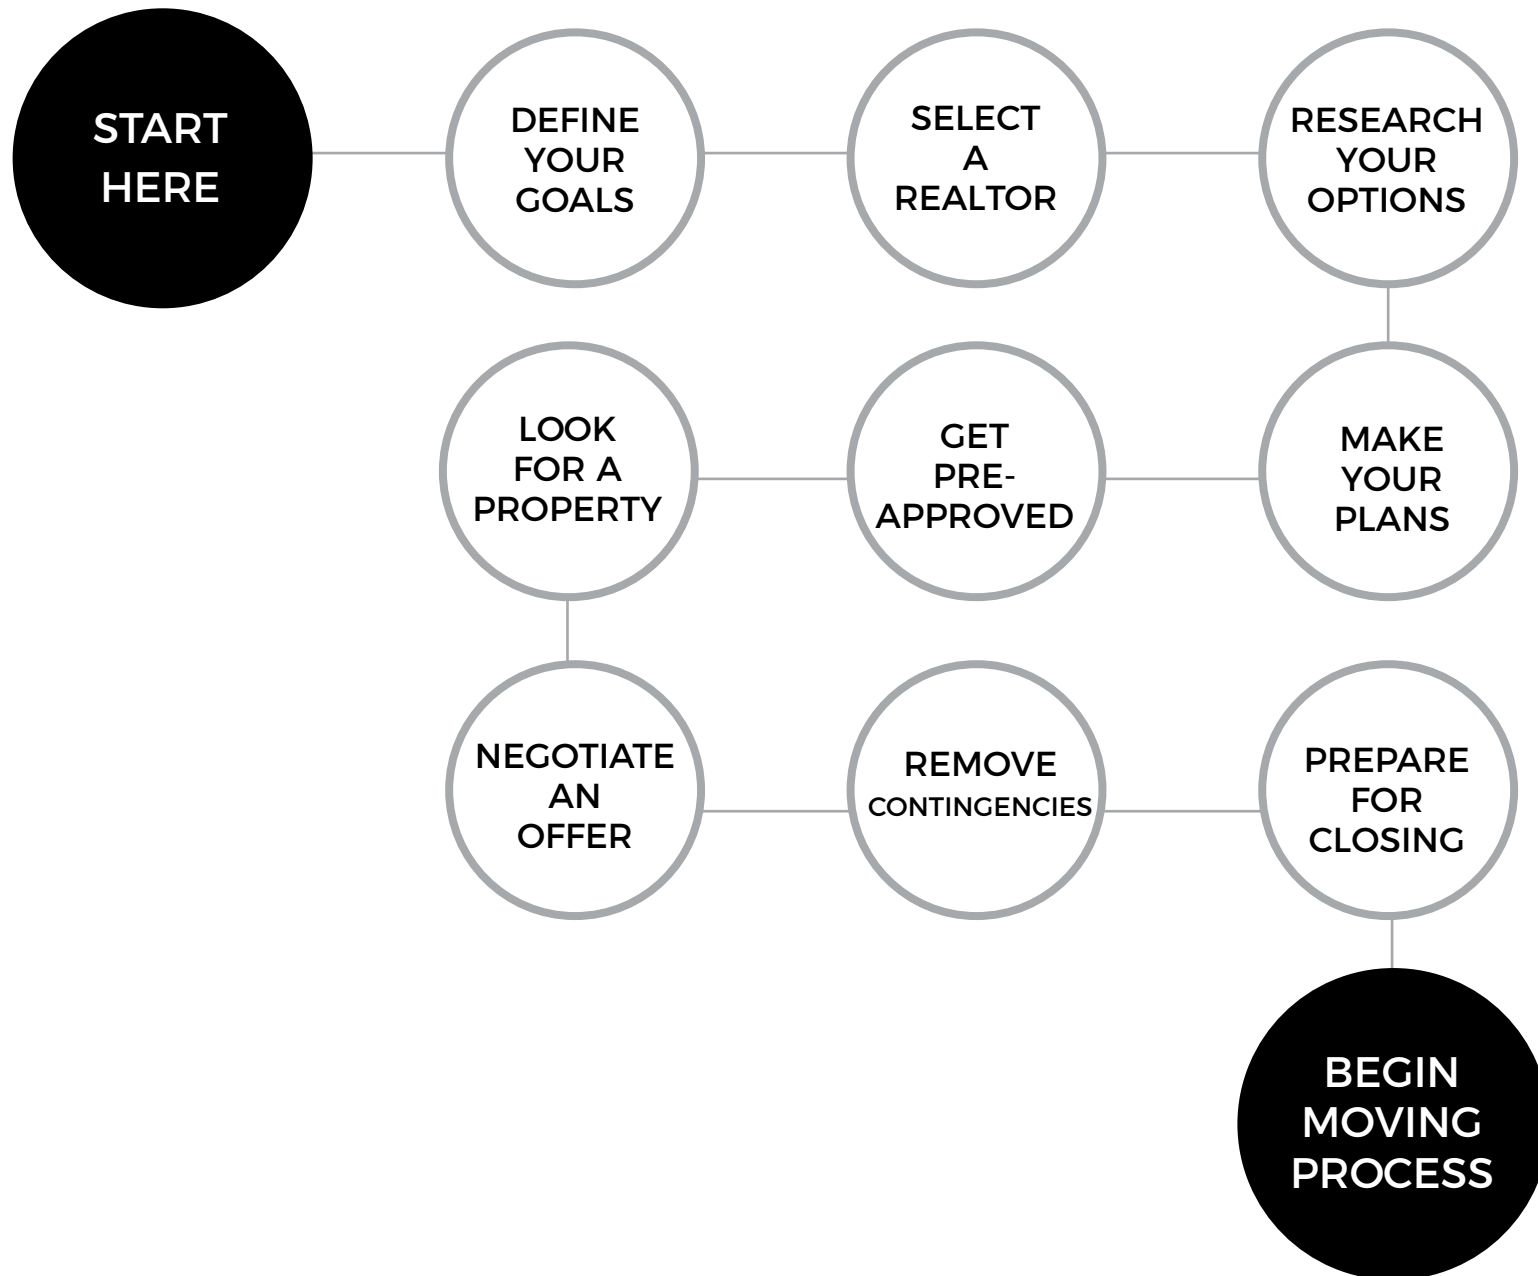 START
HERE
DEFINE
YOUR
GOALS
SELECT
A
REALTOR
RESEARCH
YOUR
OPTIONS
MAKE
YOUR
PLANS
GET
PRE-
APPROVED
LOOK
FOR A
PROPERTY
NEGOTIATE
AN
OFFER
REMOVE
CONTINGENCIES
PREPARE
FOR
CLOSING
BEGIN
MOVING
PROCESS